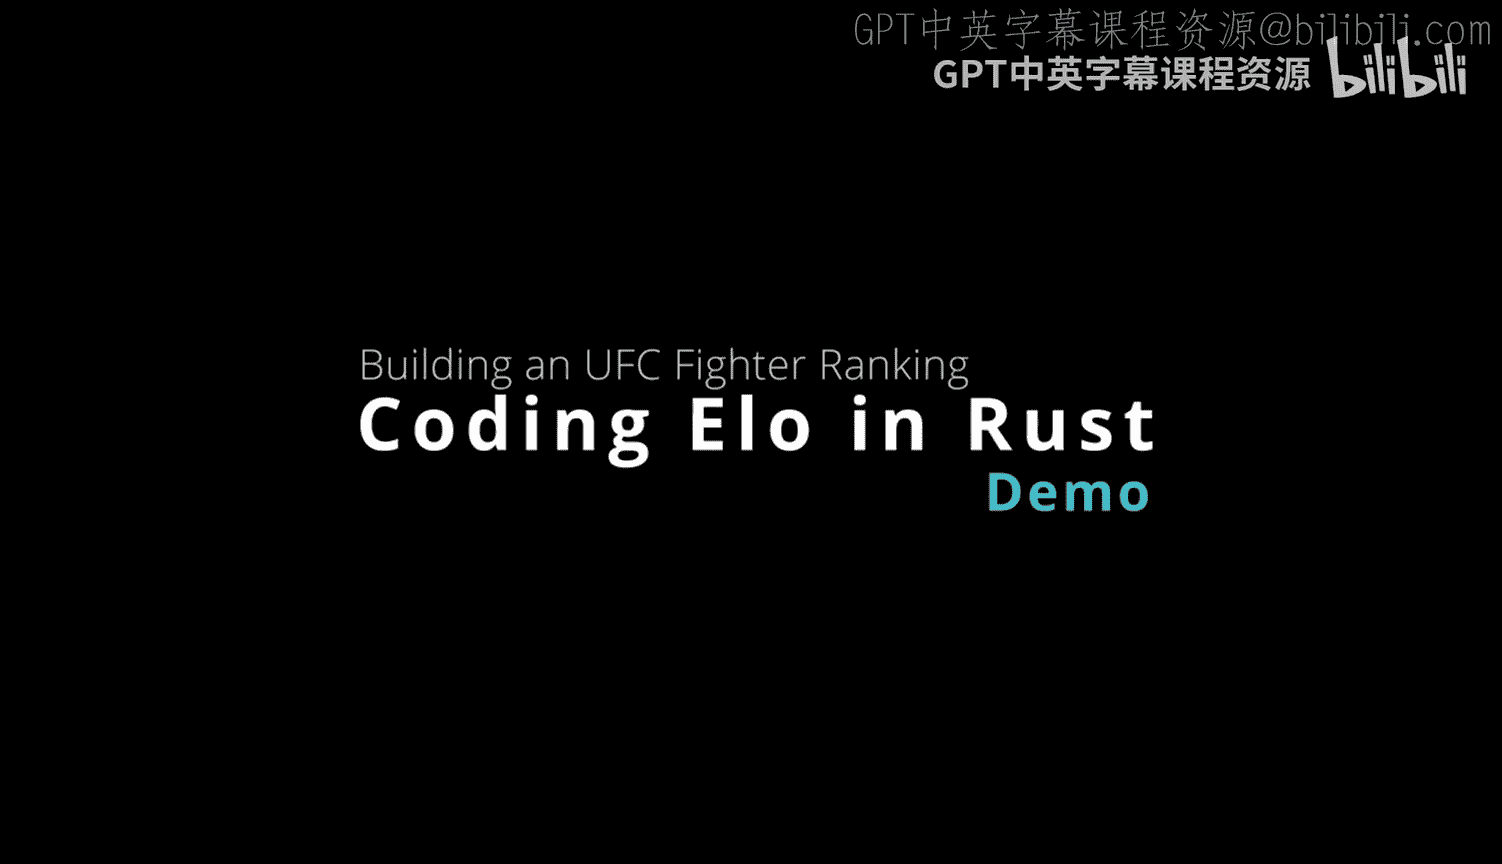 GPT中英字幕课程资源@bilibili.com
GPT中英字幕课程资源 bilibili
Building an UFC Fighter Ranking
Coding Elo in Rust
Demo